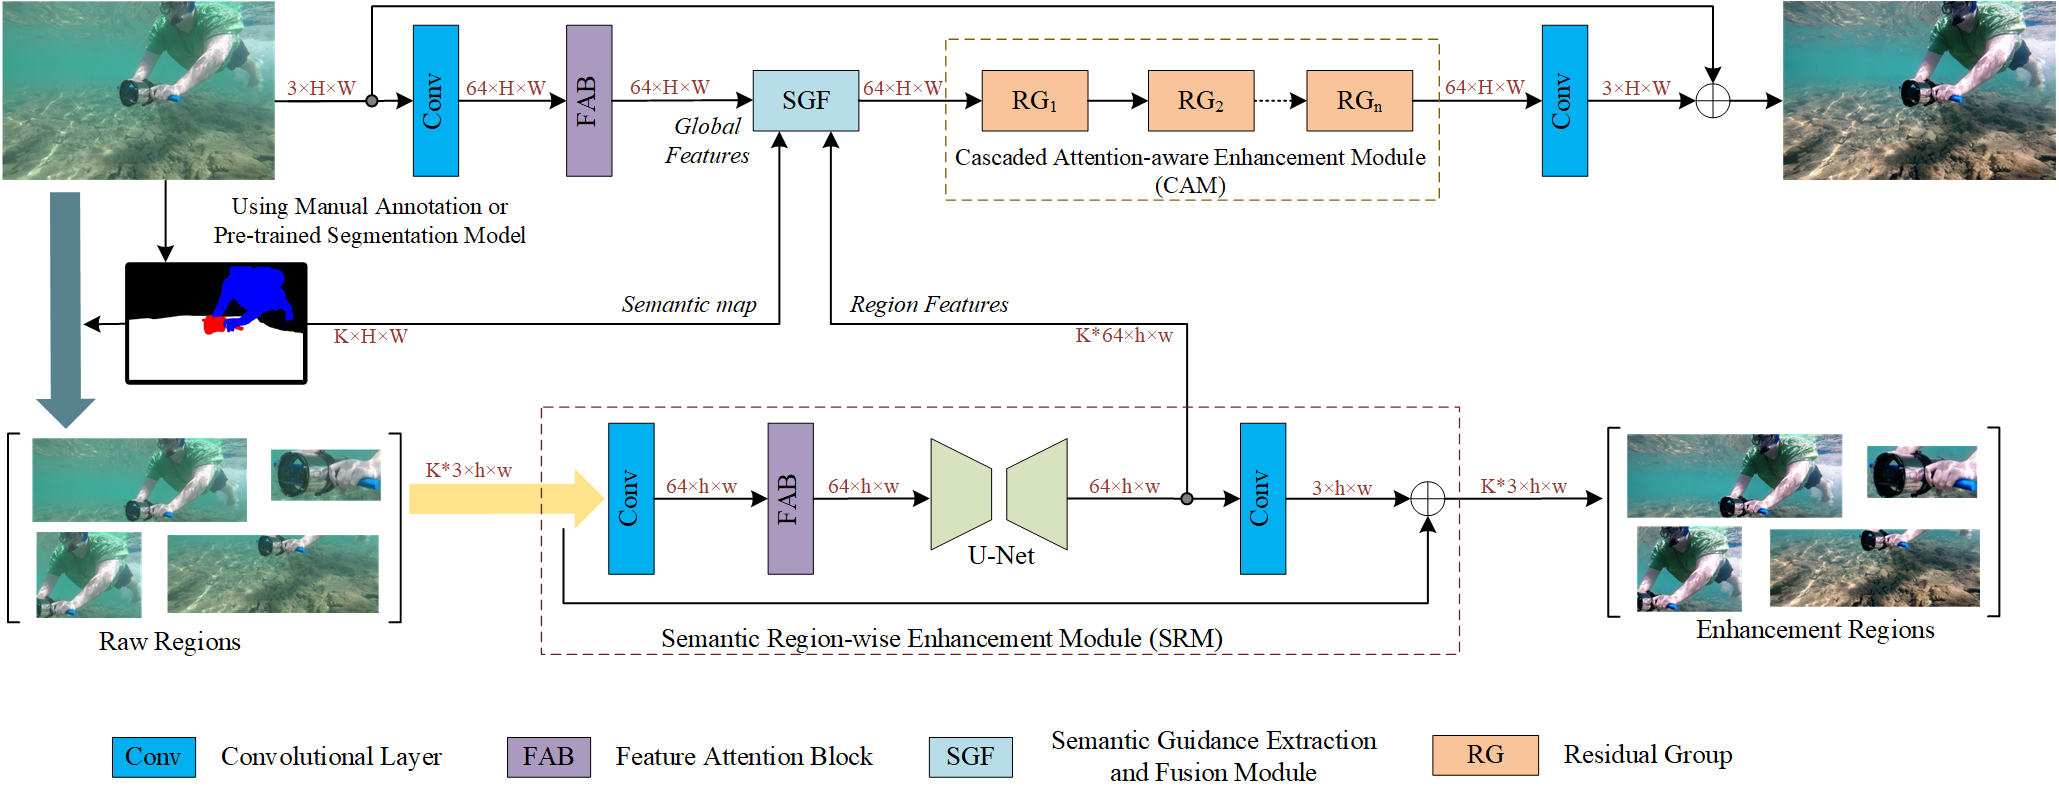 3×H×W
Conv
64×H×W
FAB
64×H×W
Global
Features
SGF
64×H×W
RG1
RG2
RGn
Cascaded Attention-aware Enhancement Module
(CAM)
64×H×W
Conv
3×H×W
Using Manual Annotation or
Pre-trained Segmentation Model
Semantic map
K×H×W
Region Features
K*64×h×w
Raw Regions
K*3×h×w
Conv
64×h×w
FAB
64×h×w
U-Net
64×h×w
Conv
3×h×w
Semantic Region-wise Enhancement Module (SRM)
K*3×h×w
Enhancement Regions
Conv
Convolutional Layer
FAB
Feature Attention Block
SGF
Semantic Guidance Extraction
and Fusion Module
RG
Residual Group